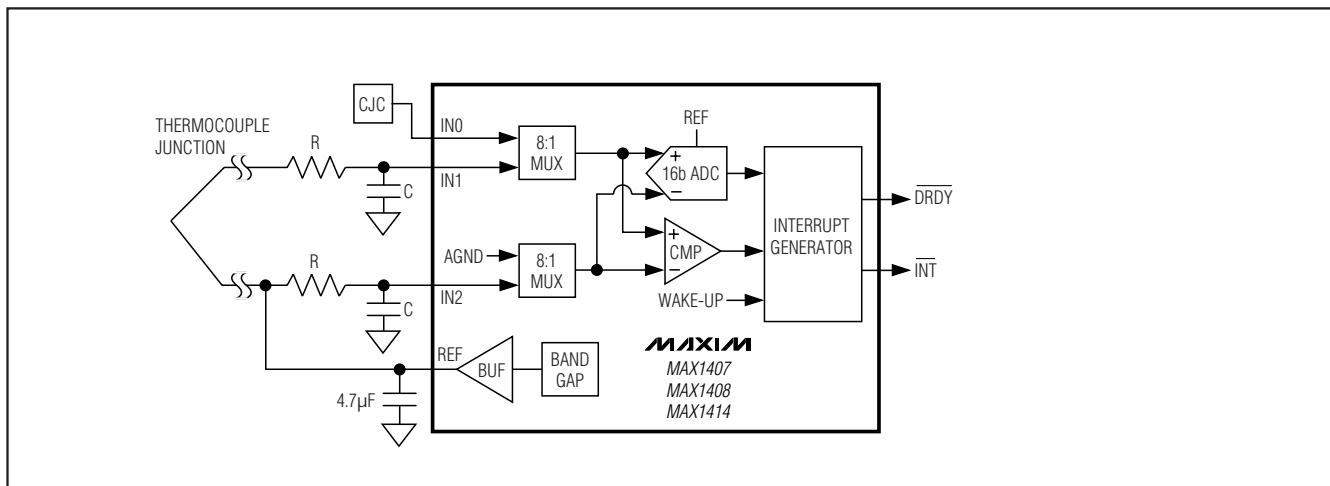 CJC
THERMOCOUPLE
JUNCTION
R
C
IN0
IN1
8:1
MUX
REF
+
16b ADC
−
R
C
AGND
IN2
8:1
MUX
+
CMP
−
WAKE-UP
INTERRUPT
GENERATOR
DRDY
INT
REF
BUF
BAND
GAP
4.7µF
MAXIM
MAX1407
MAX1408
MAX1414